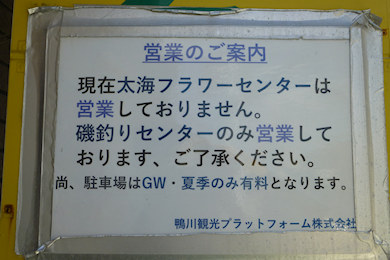 営業のご案内
現在太海フラワーセンターは
営業しておりません。
磯釣りセンターのみ営業して
おります、ご了承ください。
尚、駐車場はGW・夏季のみ有料となります。
鴨川観光プラットフォーム株式会社